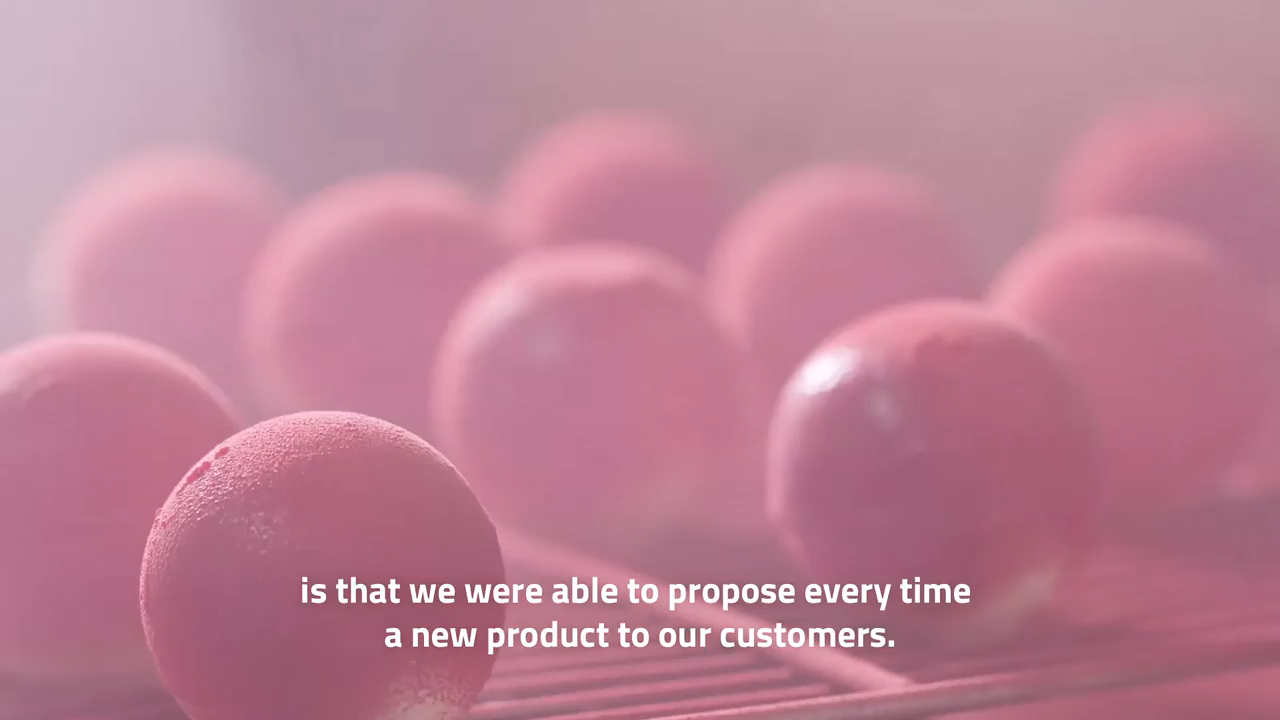 is that we were able to propose every time
a new product to our customers.